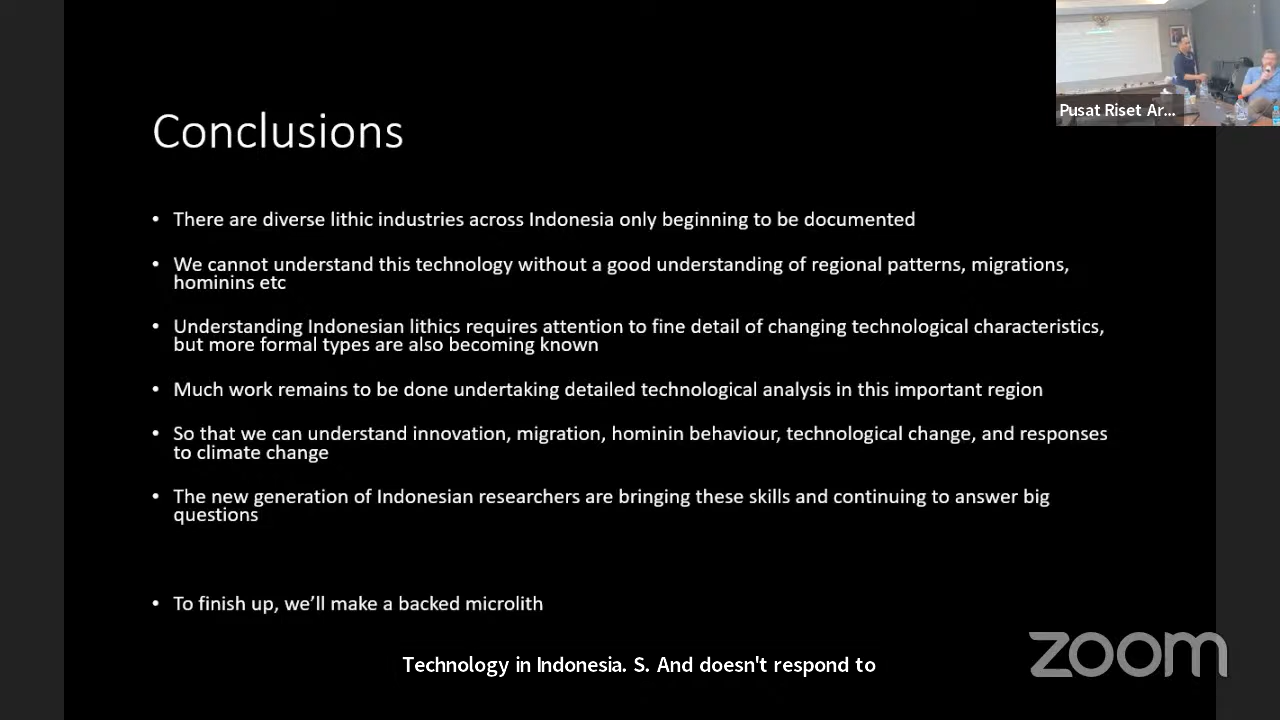 Pusat Riset Ar...
Conclusions
• There are diverse lithic industries across Indonesia only beginning to be documented
• We cannot understand this technology without a good understanding of regional patterns, migrations,
hominins etc
• Understanding Indonesian lithics requires attention to fine detail of changing technological characteristics,
but more formal types are also becoming known
• Much work remains to be done undertaking detailed technological analysis in this important region
• So that we can understand innovation, migration, hominin behaviour, technological change, and responses
to climate change
• The new generation of Indonesian researchers are bringing these skills and continuing to answer big
questions
• To finish up, we’ll make a backed microlith
Technology in Indonesia. S. And doesn't respond to
zoom